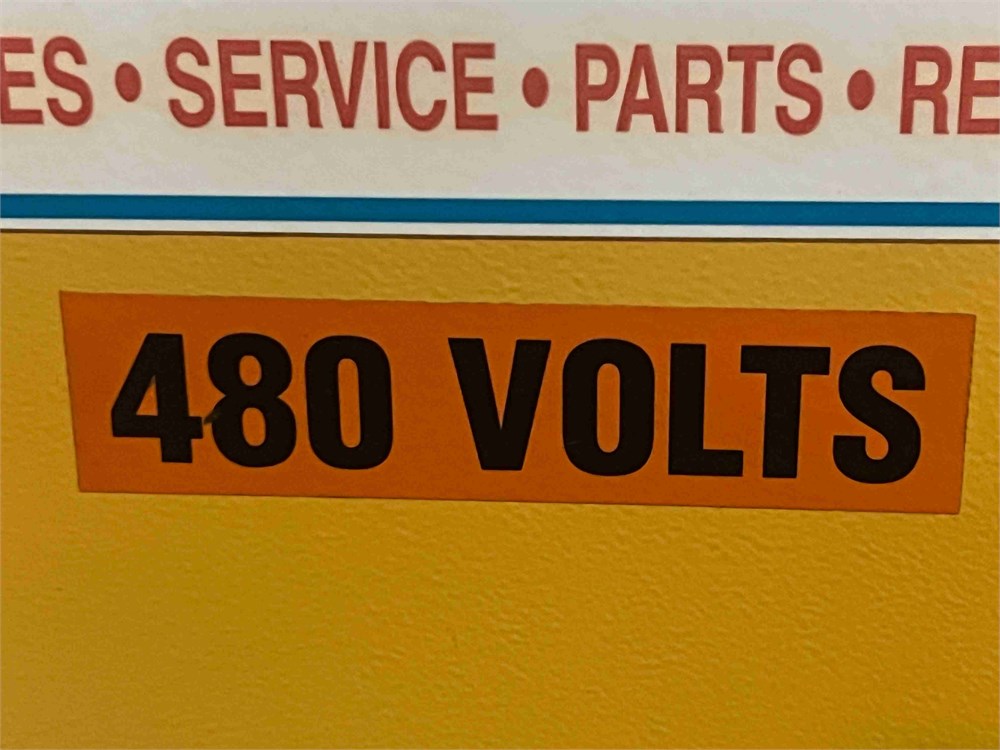 ES • SERVICE • PARTS • RE
480 VOLTS